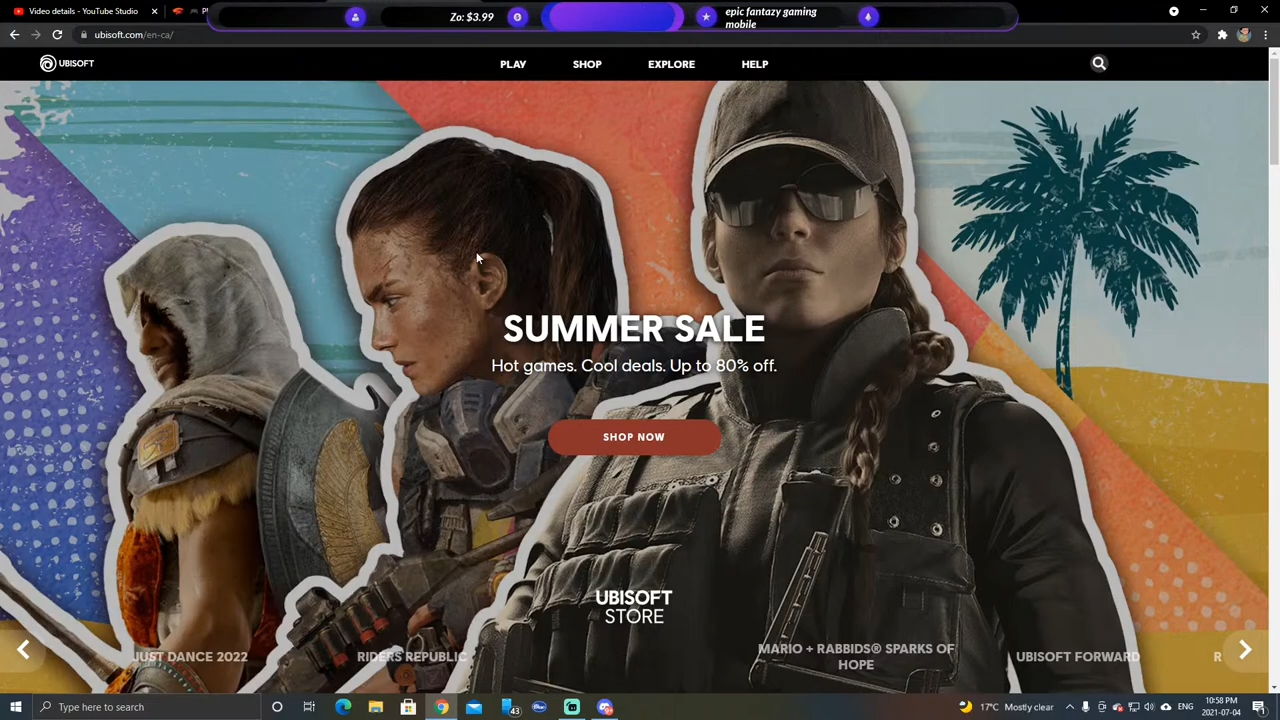 Video details - YouTube Studio
Zo: $3.99
epic fantazy gaming
mobile
ubisoft.com/en-ca/
UBISOFT
PLAY
SHOP
EXPLORE
HELP
SUMMER SALE
Hot games. Cool deals. Up to 80% off.
SHOP NOW
UBISOFT
STORE
JUST DANCE 2022
RIDERS REPUBLIC
MARIO + RABBIDS® SPARKS OF
HOPE
UBISOFT FORWARD
R
Type here to search
43
17°C Mostly clear
ENG
10:58 PM
2021-07-04
1